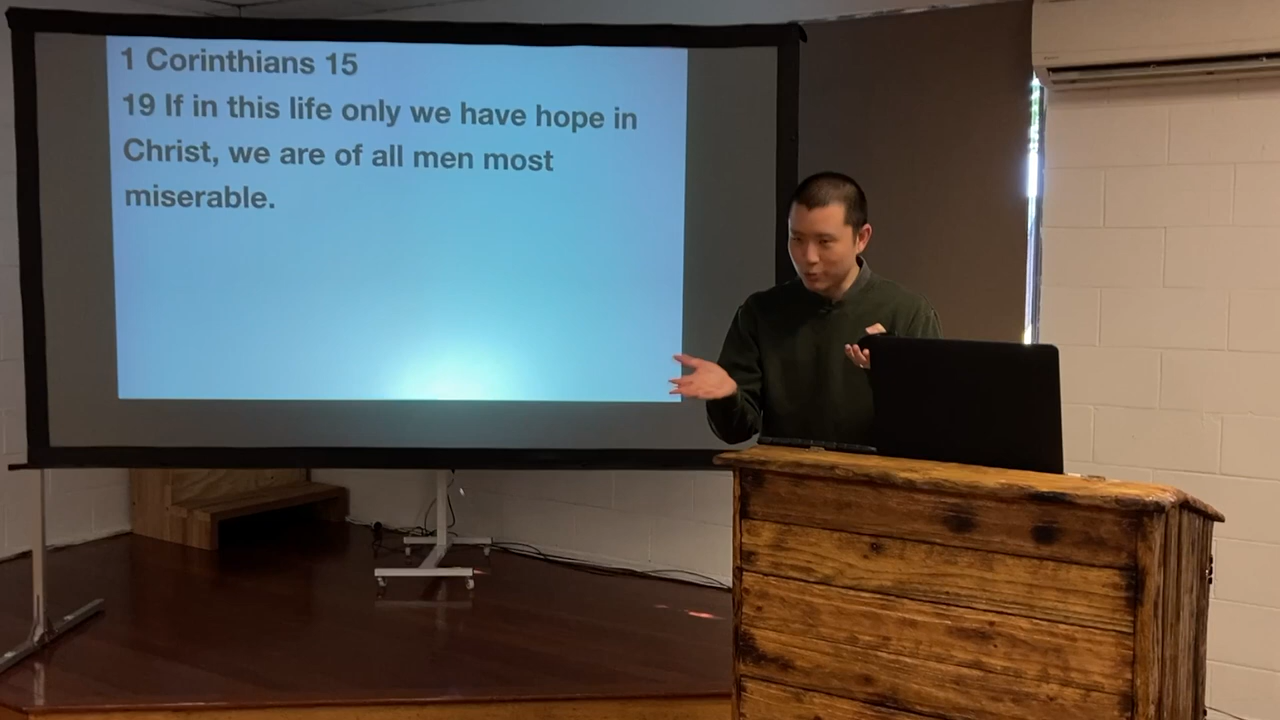 1 Corinthians 15
19 If in this life only we have hope in
Christ, we are of all men most
miserable.